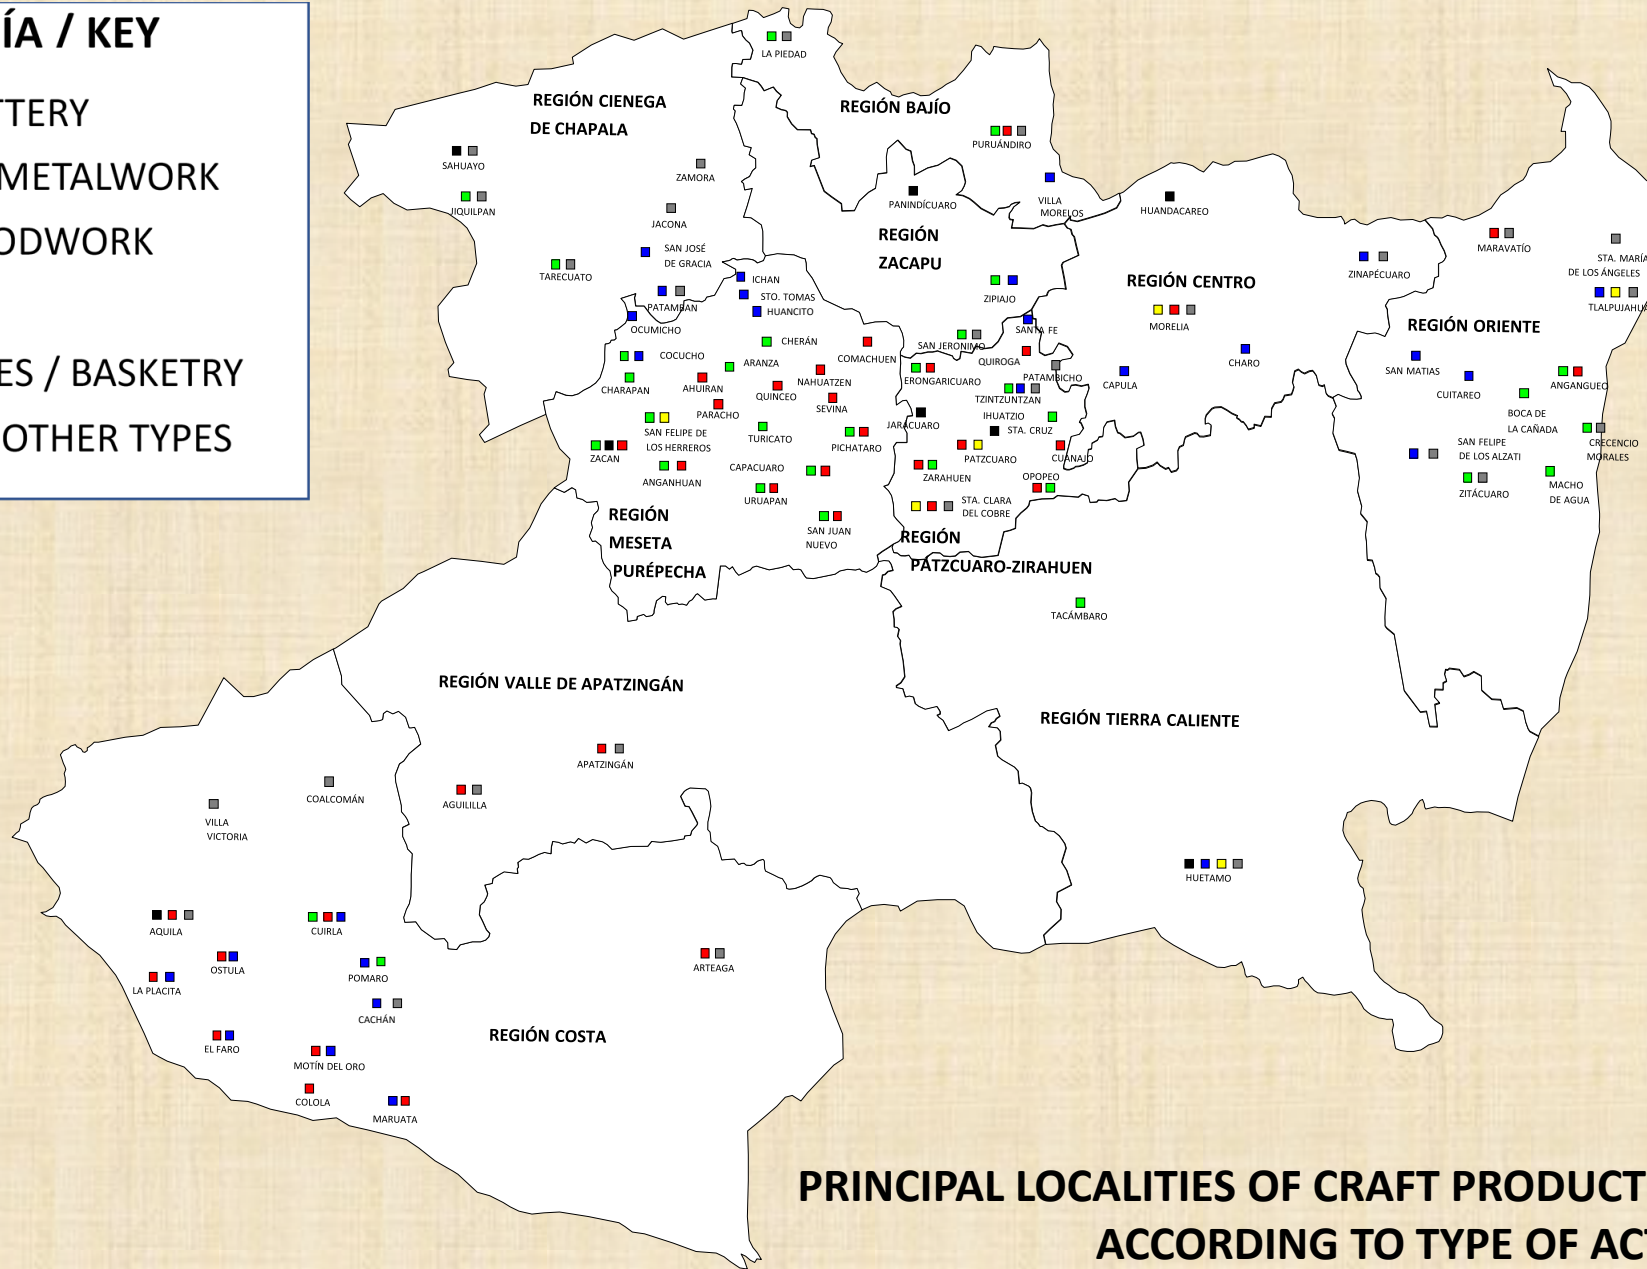 ÍA / KEY
TTERY
METALWORK
ODWORK
ES / BASKETRY
OTHER TYPES
LA PIEDAD
REGIÓN CIENEGA
DE CHAPALA
REGIÓN BAJÍO
PURUÁNDIRO
SAHUAYO
ZAMORA
JIQUILPAN
JACONA
PANINDÍCUARO
VILLA
MORELOS
HUANDACAREO
REGIÓN
ZACAPU
SAN JOSÉ
DE GRACIA
TARECUATO
ICHAN
PATAMBAN
STO. TOMAS
HUANCITO
OCUMICHO
ZIPIAJO
REGIÓN CENTRO
MORELIA
ZINAPÉCUARO
MARAVATÍO
STA. MARÍA
DE LOS ÁNGELES
TLALPUJAHUA
REGIÓN ORIENTE
SANTA FE
SAN JERONIMO
QUIROGA
PATAMBICHO
CAPULA
CHARO
SAN MATIAS
CUITAREO
ANGANGUEO
BOCA DE
LA CAÑADA
CRECENCIO
MORALES
SAN FELIPE
DE LOS ALZATI
ZITÁCUARO
MACHO
DE AGUA
COCUCHO
CHERÁN
COMACHUEN
ARANZA
CHARAPAN
AHUIRAN
NAHUATZEN
QUINCEO
SEVINA
PARACHO
SAN FELIPE DE
LOS HERREROS
TURICATO
PICHATARO
ZACAN
ANGANHUAN
CAPACUARO
URUAPAN
SAN JUAN
NUEVO
ERONGARICUARO
TZINTZUNTZAN
IHUATZIO
JARACUARO
STA. CRUZ
PATZCUARO
CUANAJO
ZARAHUEN
OPOPEO
STA. CLARA
DEL COBRE
REGIÓN
MESETA
PURÉPECHA
REGIÓN
PÁTZCUARO-ZIRAHUEN
TACÁMBARO
REGIÓN VALLE DE APATZINGÁN
REGIÓN TIERRA CALIENTE
APATZINGÁN
AGUILILLA
COALCOMÁN
VILLA
VICTORIA
HUETAMO
AQUILA
CUIRLA
OSTULA
POMARO
LA PLACITA
CACHÁN
ARTEAGA
EL FARO
REGIÓN COSTA
MOTÍN DEL ORO
COLOLA
MARUATA
PRINCIPAL LOCALITIES OF CRAFT PRODUCT
ACCORDING TO TYPE OF ACT